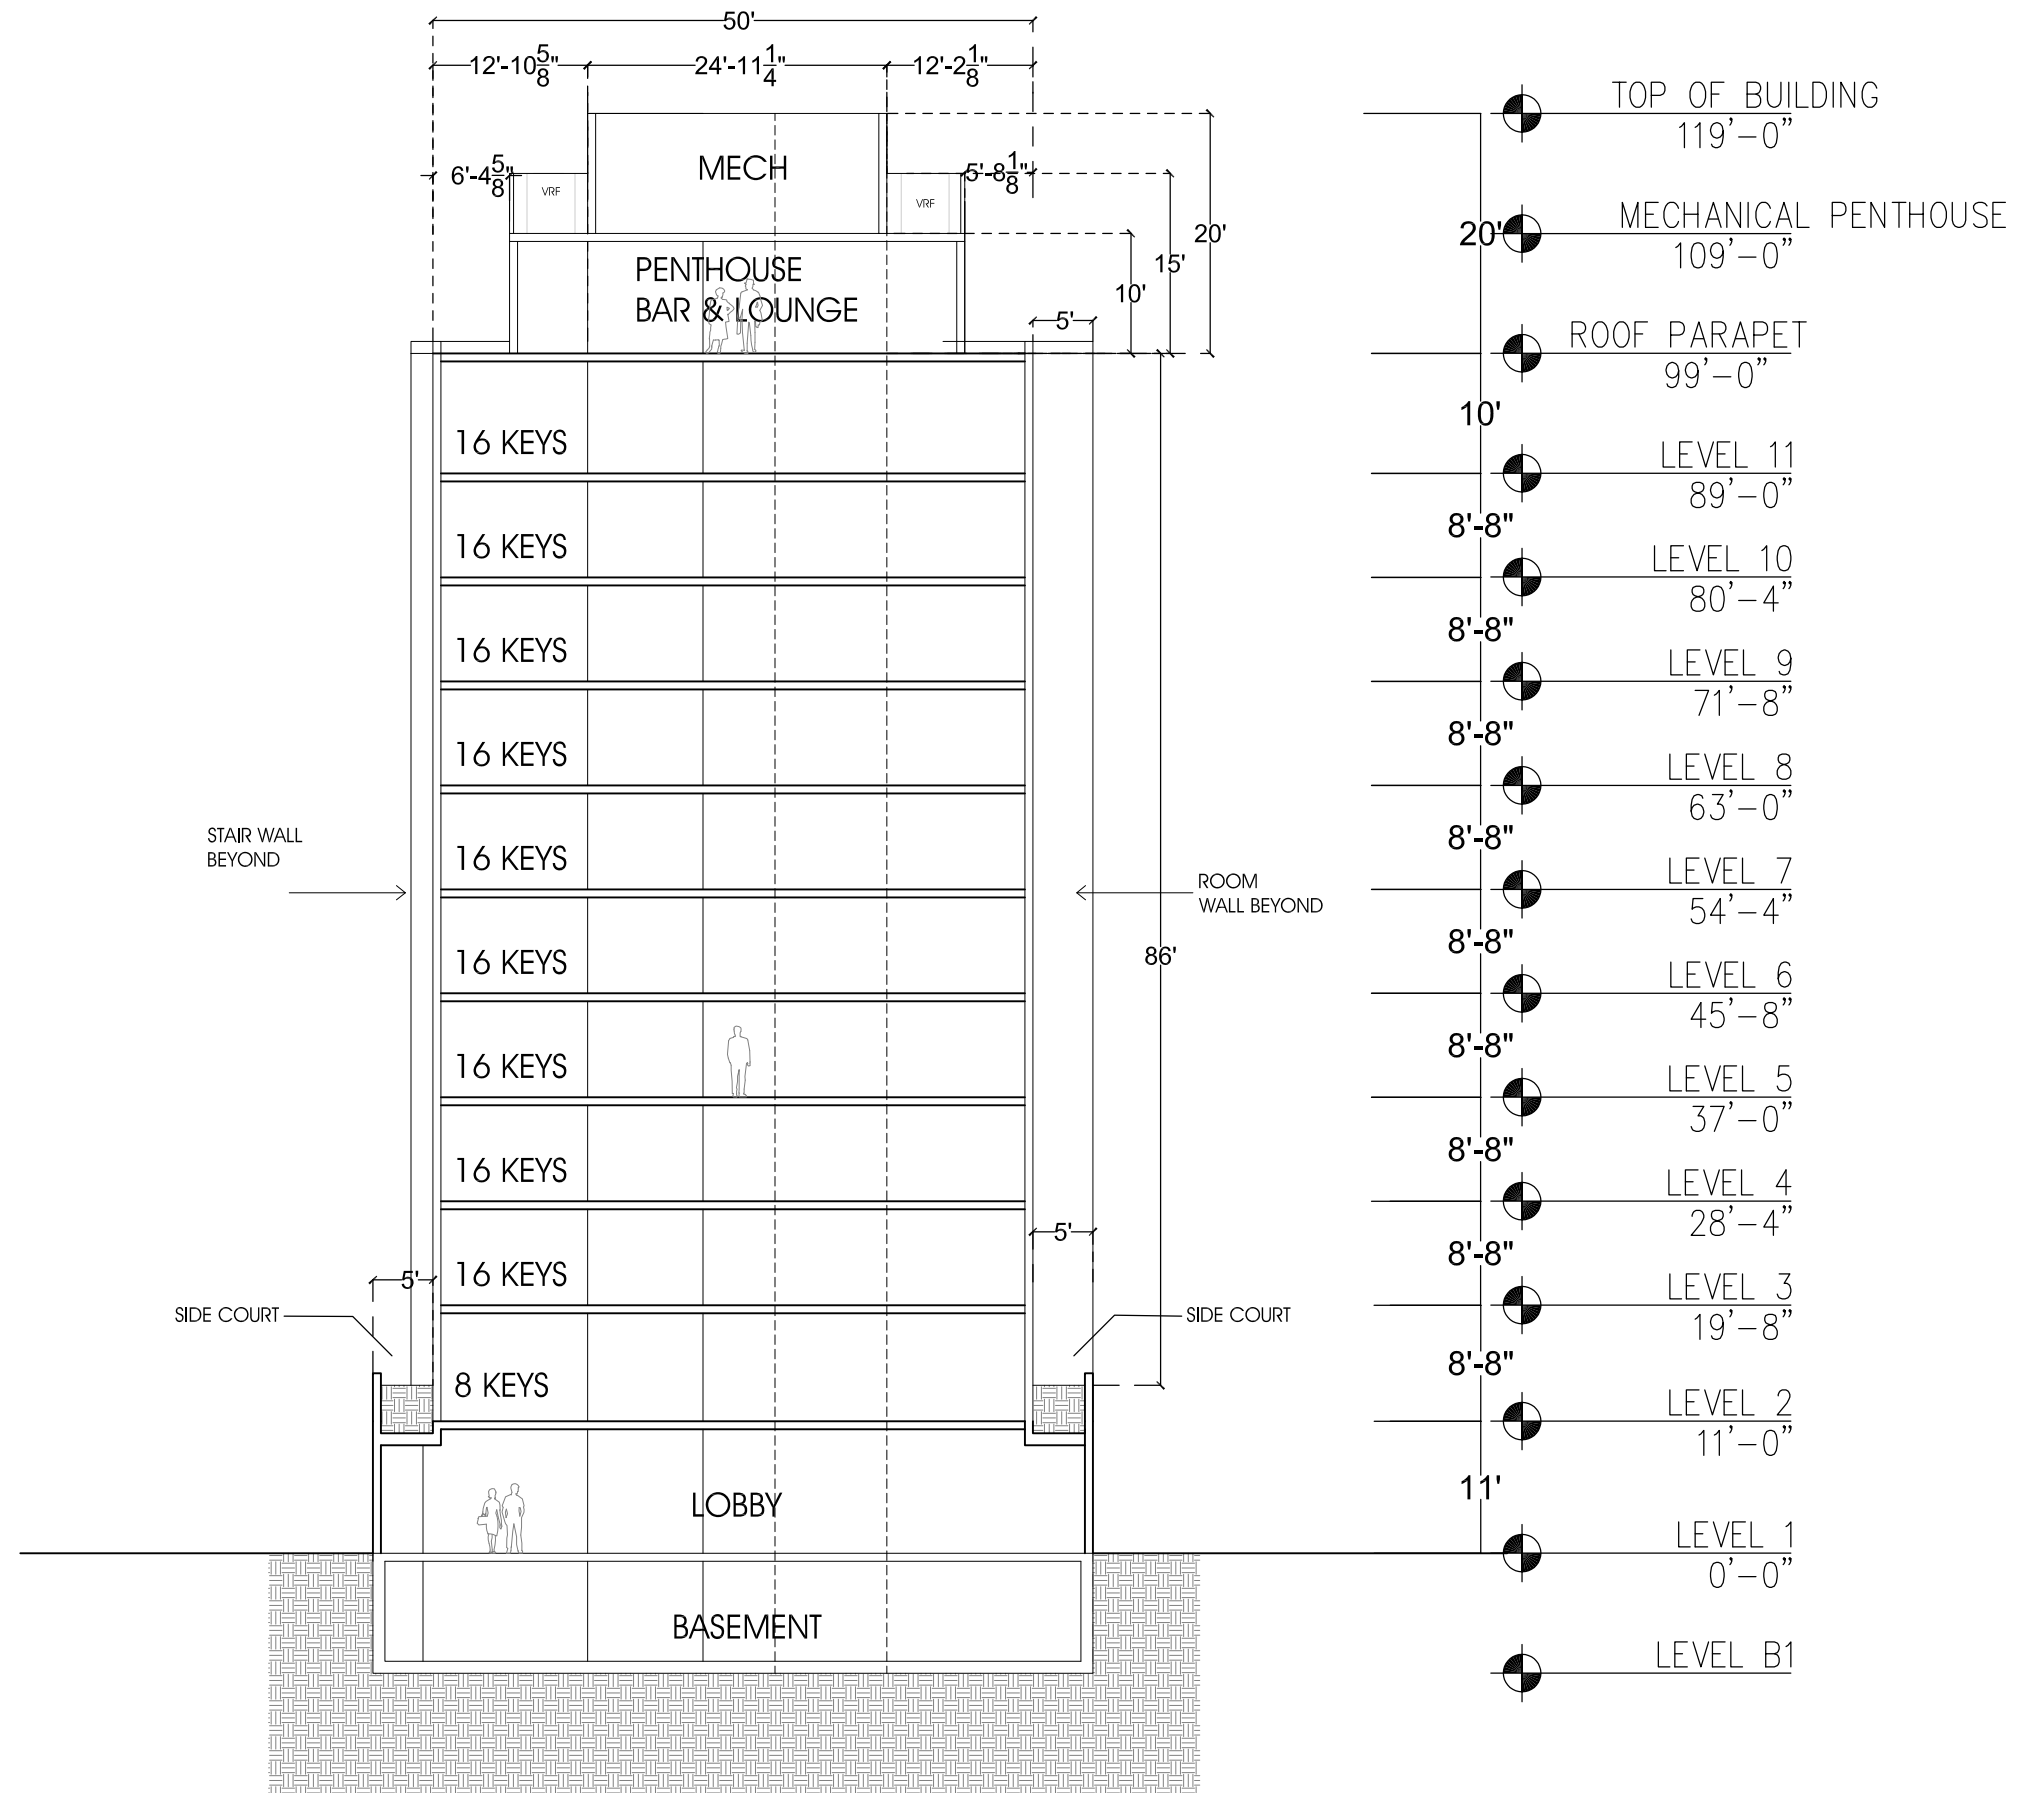 50'
12'-10 5/8"
24'-11 1/4"
12'-2 1/8"
TOP OF BUILDING
119'-0"
MECH
6'-4 5/8"
VRF
VRF
5'-8 1/8"
MECHANICAL PENTHOUSE
109'-0"
20'
20'
15'
10'
PENTHOUSE
BAR & LOUNGE
5'
ROOF PARAPET
99'-0"
10'
16 KEYS
LEVEL 11
89'-0"
8'-8"
16 KEYS
LEVEL 10
80'-4"
8'-8"
16 KEYS
LEVEL 9
71'-8"
8'-8"
16 KEYS
LEVEL 8
63'-0"
8'-8"
16 KEYS
STAIR WALL
BEYOND
ROOM
WALL BEYOND
LEVEL 7
54'-4"
86'
8'-8"
16 KEYS
LEVEL 6
45'-8"
8'-8"
16 KEYS
LEVEL 5
37'-0"
8'-8"
16 KEYS
LEVEL 4
28'-4"
5'
8'-8"
5'
16 KEYS
LEVEL 3
19'-8"
SIDE COURT
SIDE COURT
8'-8"
8 KEYS
LEVEL 2
11'-0"
11'
LOBBY
LEVEL 1
0'-0"
BASEMENT
LEVEL B1